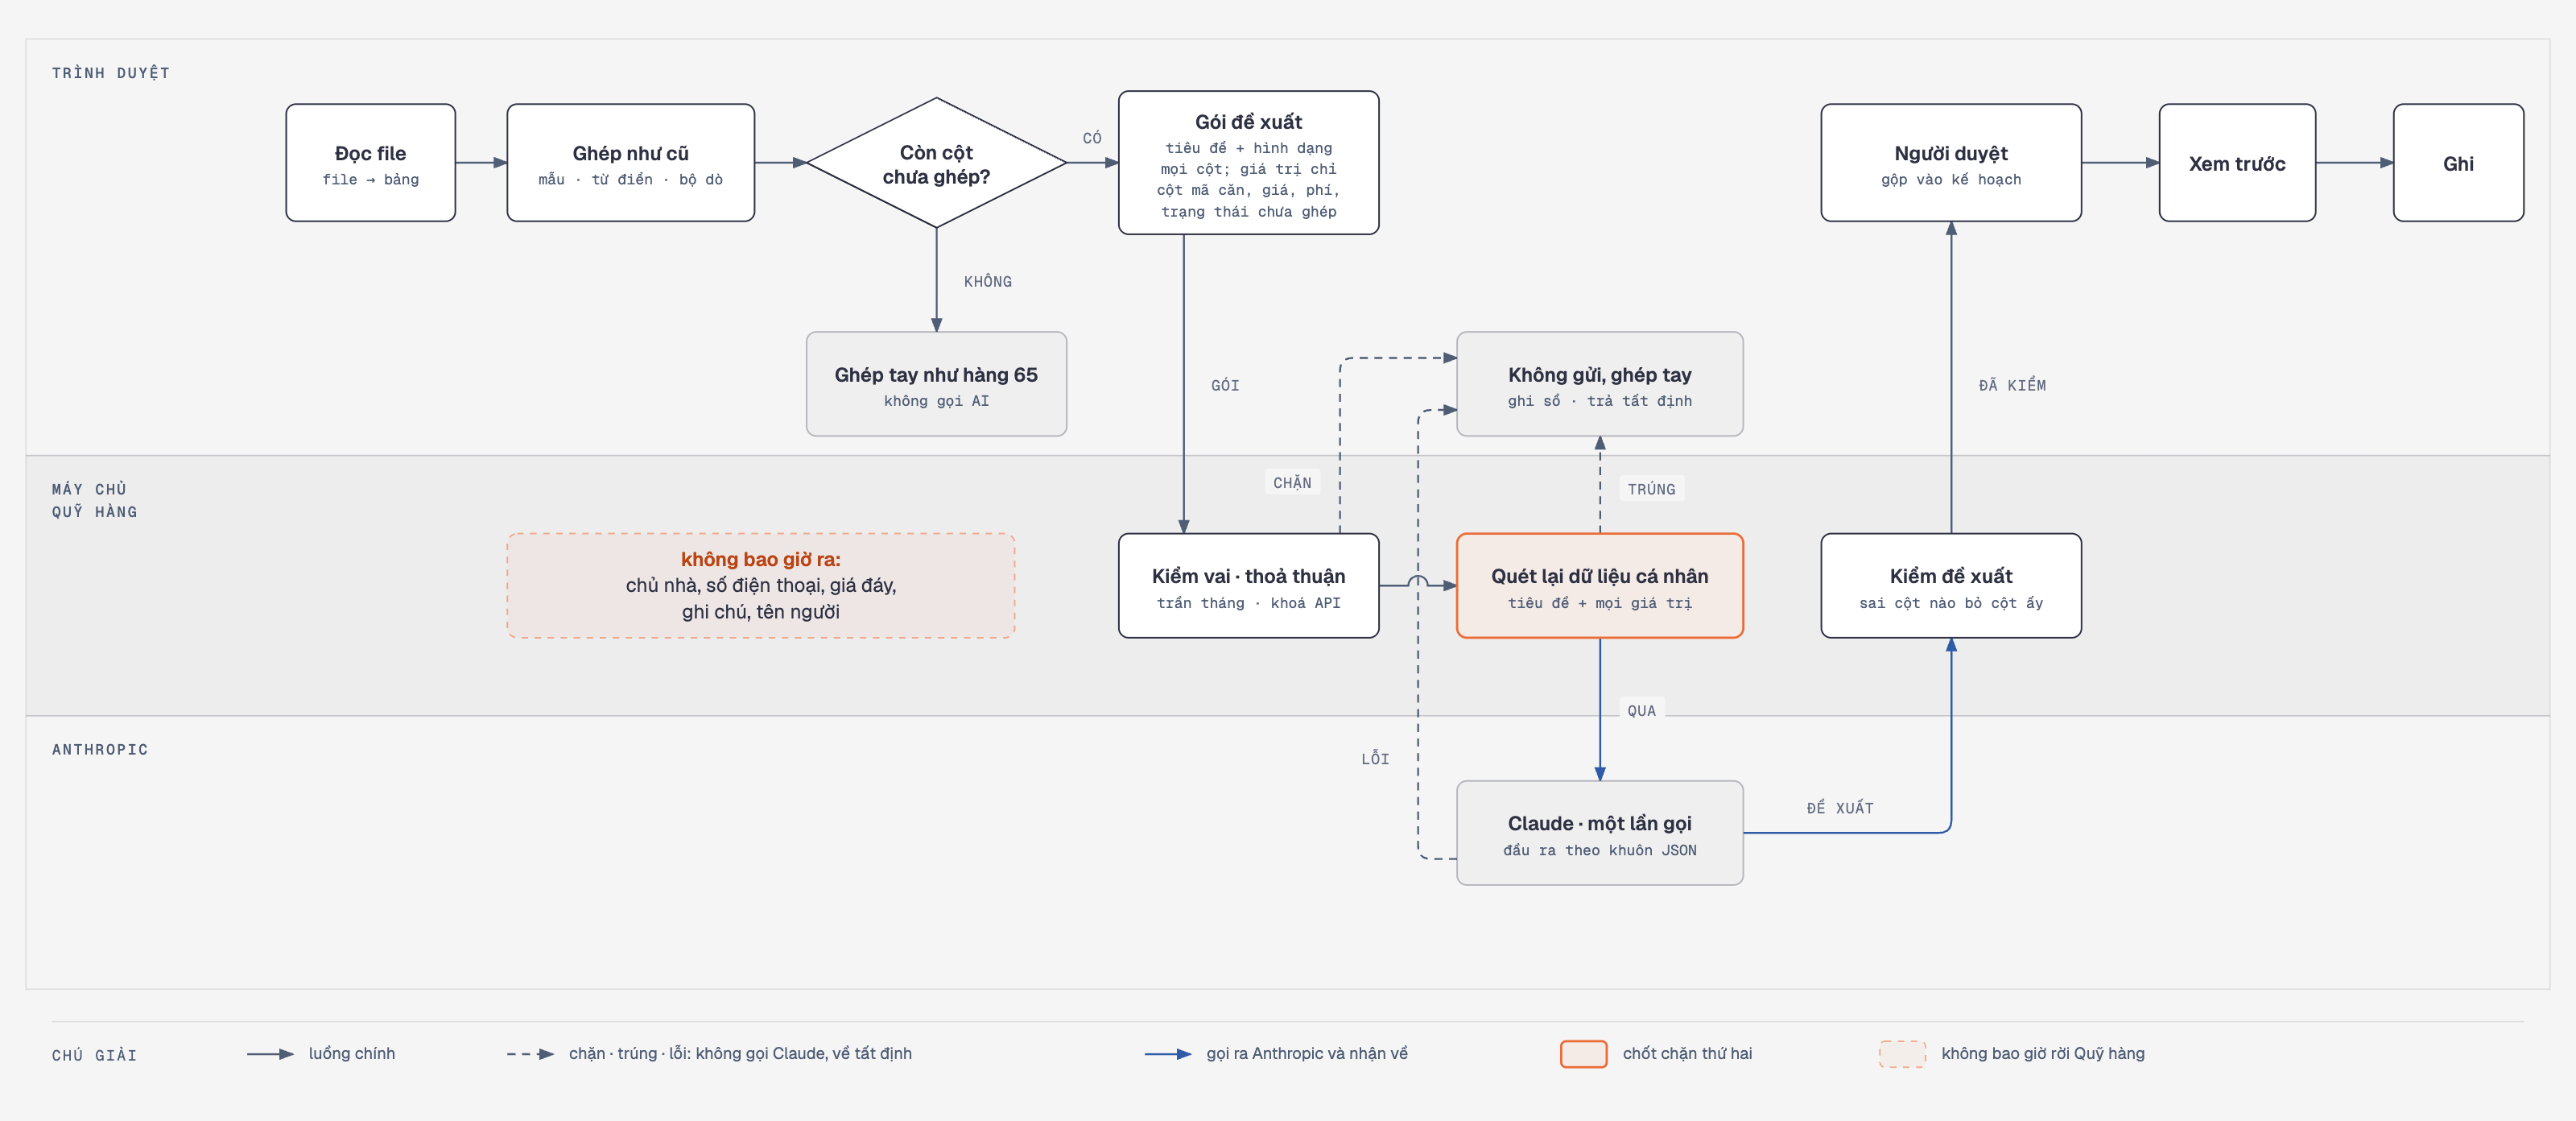 TRÌNH DUYỆT
Đọc file
file → bảng
Ghép như cũ
mẫu · từ điển · bộ dò
Còn cột
chưa ghép?
CÓ
Gói đề xuất
tiêu đề + hình dạng
mọi cột; giá trị chỉ
cột mã căn, giá, phí,
trạng thái chưa ghép
Người duyệt
gộp vào kế hoạch
Xem trước
Ghi
KHÔNG
Ghép tay như hàng 65
không gọi AI
GÓI
Không gửi, ghép tay
ghi sổ · trả tất định
ĐÃ KIỂM
MÁY CHỦ
QUỸ HÀNG
CHẶN
TRÚNG
không bao giờ ra:
chủ nhà, số điện thoại, giá đáy,
ghi chú, tên người
Kiểm vai · thoả thuận
trần tháng · khoá API
Quét lại dữ liệu cá nhân
tiêu đề + mọi giá trị
Kiểm đề xuất
sai cột nào bỏ cột ấy
QUA
ANTHROPIC
LỖI
Claude · một lần gọi
đầu ra theo khuôn JSON
ĐỀ XUẤT
CHÚ GIẢI
luồng chính
chặn · trúng · lỗi: không gọi Claude, về tất định
gọi ra Anthropic và nhận về
chốt chặn thứ hai
không bao giờ rời Quỹ hàng